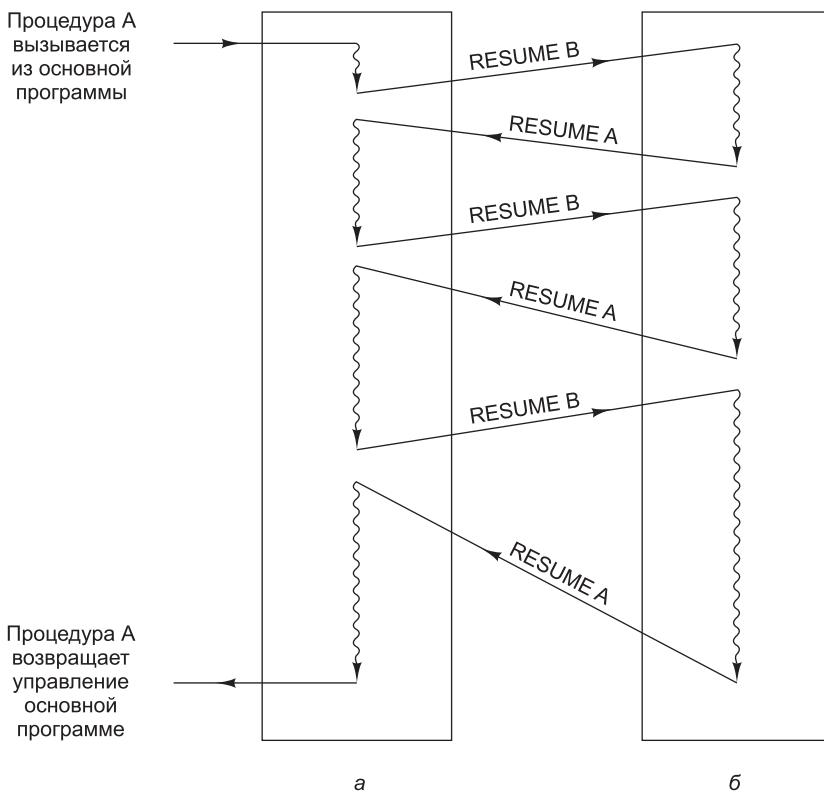 Процедура А
вызывается
из основной
программы
RESUME B
RESUME A
RESUME B
RESUME A
RESUME B
RESUME A
Процедура А
возвращает
управление
основной
программе
а
б